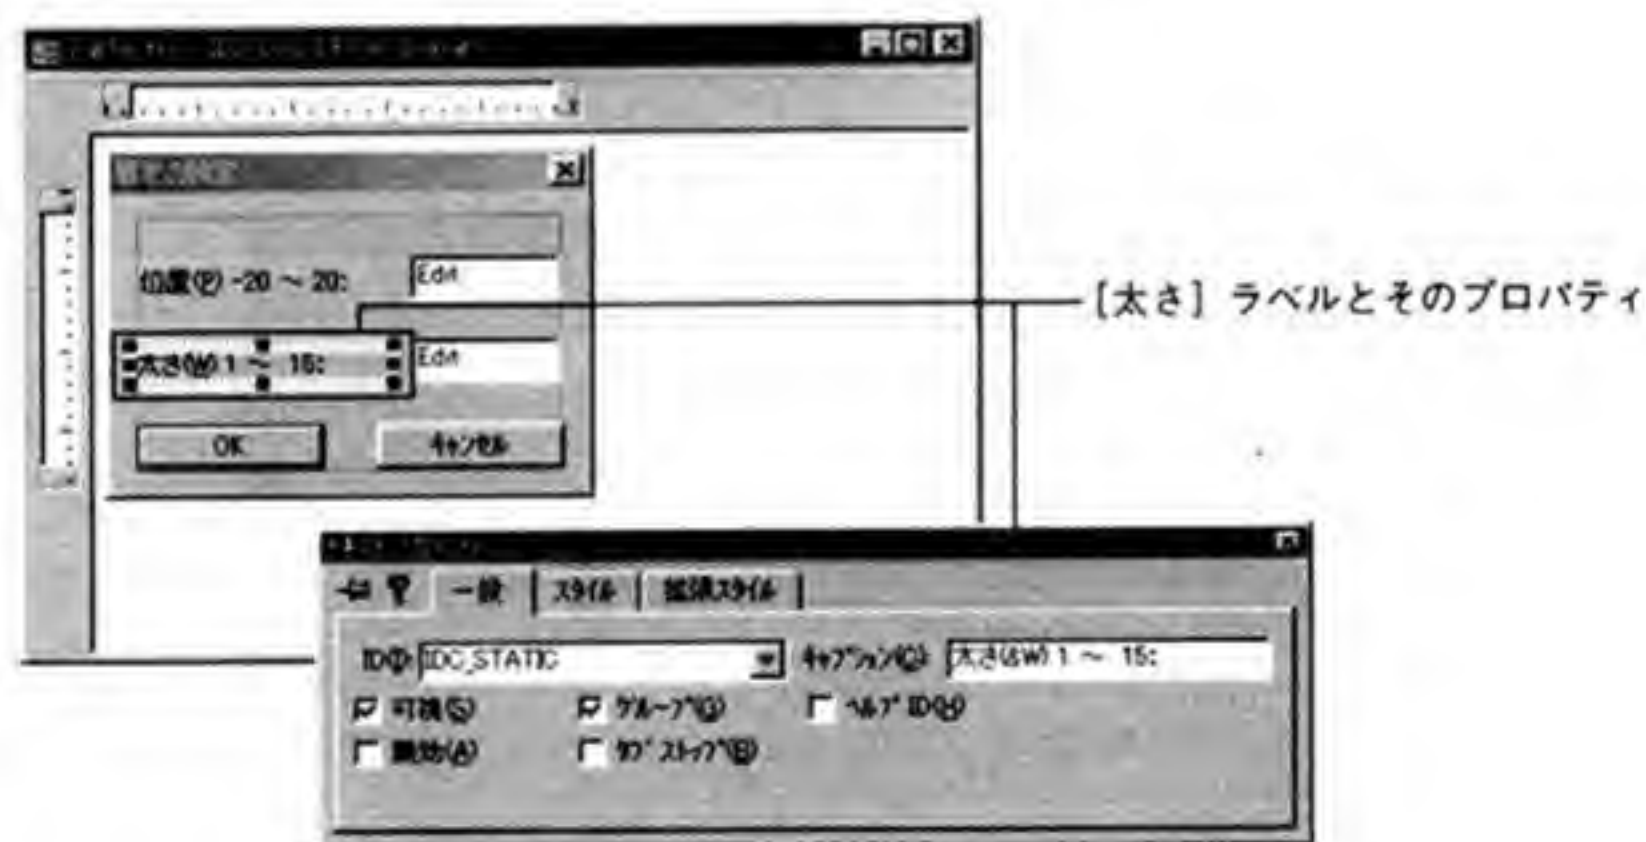 位置(P) -20 ～ 20:
Edit
[太さ] ラベルとそのプロパティ
太さ(W) 1 ～ 15:
Edit
OK
キャンセル
一般
スタイル
拡張スタイル
ID(I):
IDC_STATIC
キャプション(C):
太さ(&W) 1 ～ 15:
可視(S)
グループ(G)
ヘルプ ID(H)
無効(A)
タブ ストップ(B)